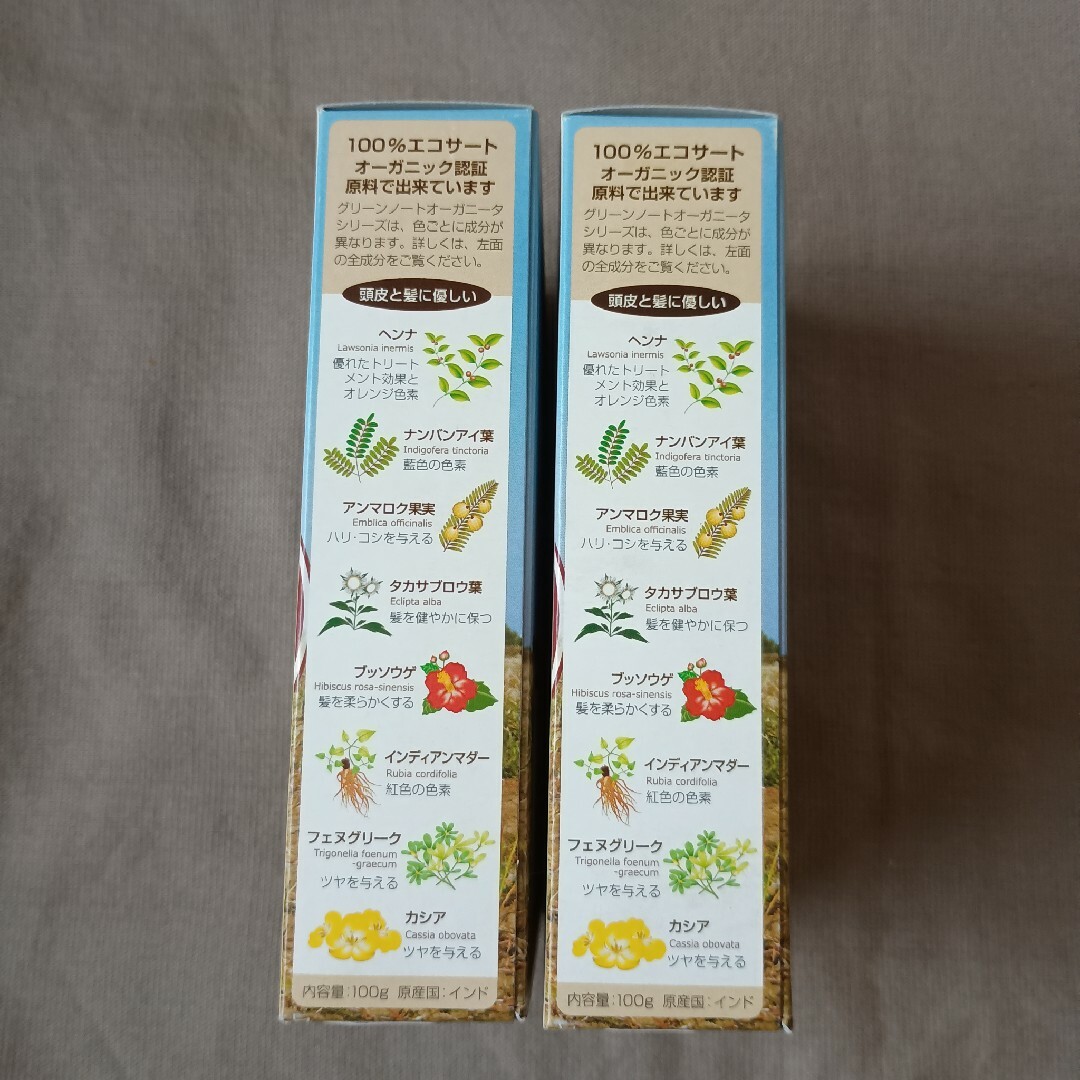 100%エコサート
オーガニック認証
原料で出来ています
グリーンノートオーガニータ
シリーズは、色ごとに成分が
異なります。詳しくは、左面
の全成分をご覧ください。
頭皮と髪に優しい
ヘンナ
Lawsonia inermis
優れたトリート
メント効果と
オレンジ色素
ナンバンアイ葉
Indigofera tinctoria
藍色の色素
アンマロク果実
Emblica officinalis
ハリ・コシを与える
タカサブロウ葉
Eclipta alba
髪を健やかに保つ
ブッソウゲ
Hibiscus rosa-sinensis
髪を柔らかくする
インディアンマダー
Rubia cordifolia
紅色の色素
フェヌグリーク
Trigonella foenum
-graecum
ツヤを与える
カシア
Cassia obovata
ツヤを与える
内容量:100g 原産国:インド
100%エコサート
オーガニック認証
原料で出来ています
グリーンノートオーガニータ
シリーズは、色ごとに成分が
異なります。詳しくは、左面
の全成分をご覧ください。
頭皮と髪に優しい
ヘンナ
Lawsonia inermis
優れたトリート
メント効果と
オレンジ色素
ナンバンアイ葉
Indigofera tinctoria
藍色の色素
アンマロク果実
Emblica officinalis
ハリ・コシを与える
タカサブロウ葉
Eclipta alba
髪を健やかに保つ
ブッソウゲ
Hibiscus rosa-sinensis
髪を柔らかくする
インディアンマダー
Rubia cordifolia
紅色の色素
フェヌグリーク
Trigonella foenum
-graecum
ツヤを与える
カシア
Cassia obovata
ツヤを与える
内容量:100g 原産国:インド